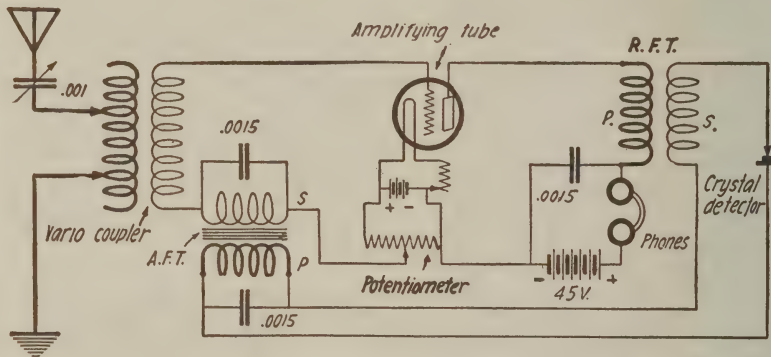 Amplifying tube
R.F.T.
.001
P.
S.
.0015
S
.0015
Crystal
detector
+ -
Vario coupler
A.F.T.
P
Phones
Potentiometer
- +
45 V.
.0015